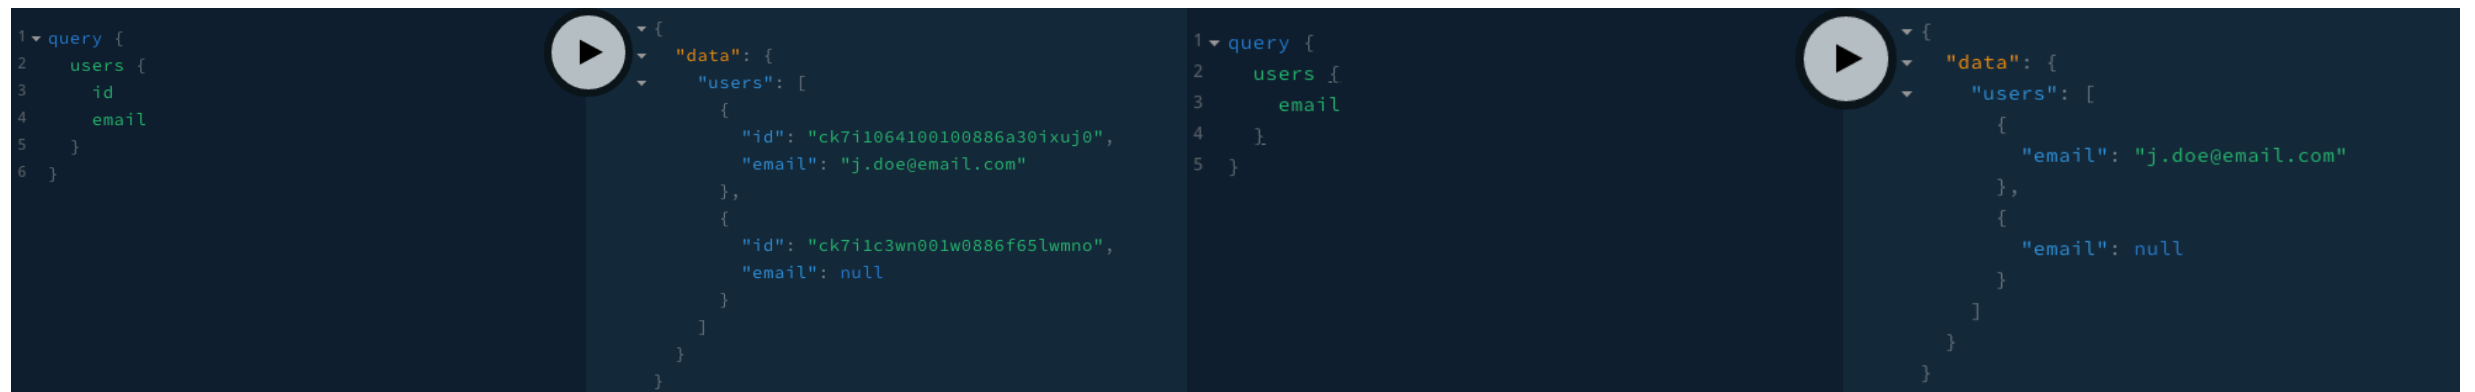 1 query {
2 users {
3 id
4 email
5 }
6 }
{
"data": {
"users": [
{
"id": "ck7i1064100100886a30ixuj0",
"email": "j.doe@email.com"
},
{
"id": "ck7i1c3wn001w0886f65lwmno",
"email": null
}
]
}
}
1 query {
2 users {
3 email
4 }
5 }
{
"data": {
"users": [
{
"email": "j.doe@email.com"
},
{
"email": null
}
]
}
}